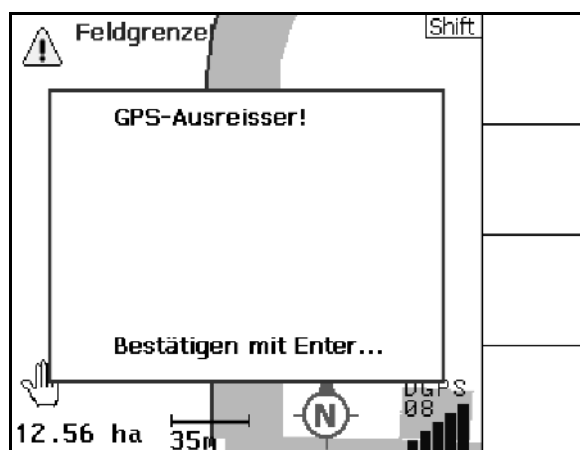 Feldgrenze
Shift
GPS-Ausreisser!
Bestätigen mit Enter...
DGPS
08
N
12.56 ha
35m